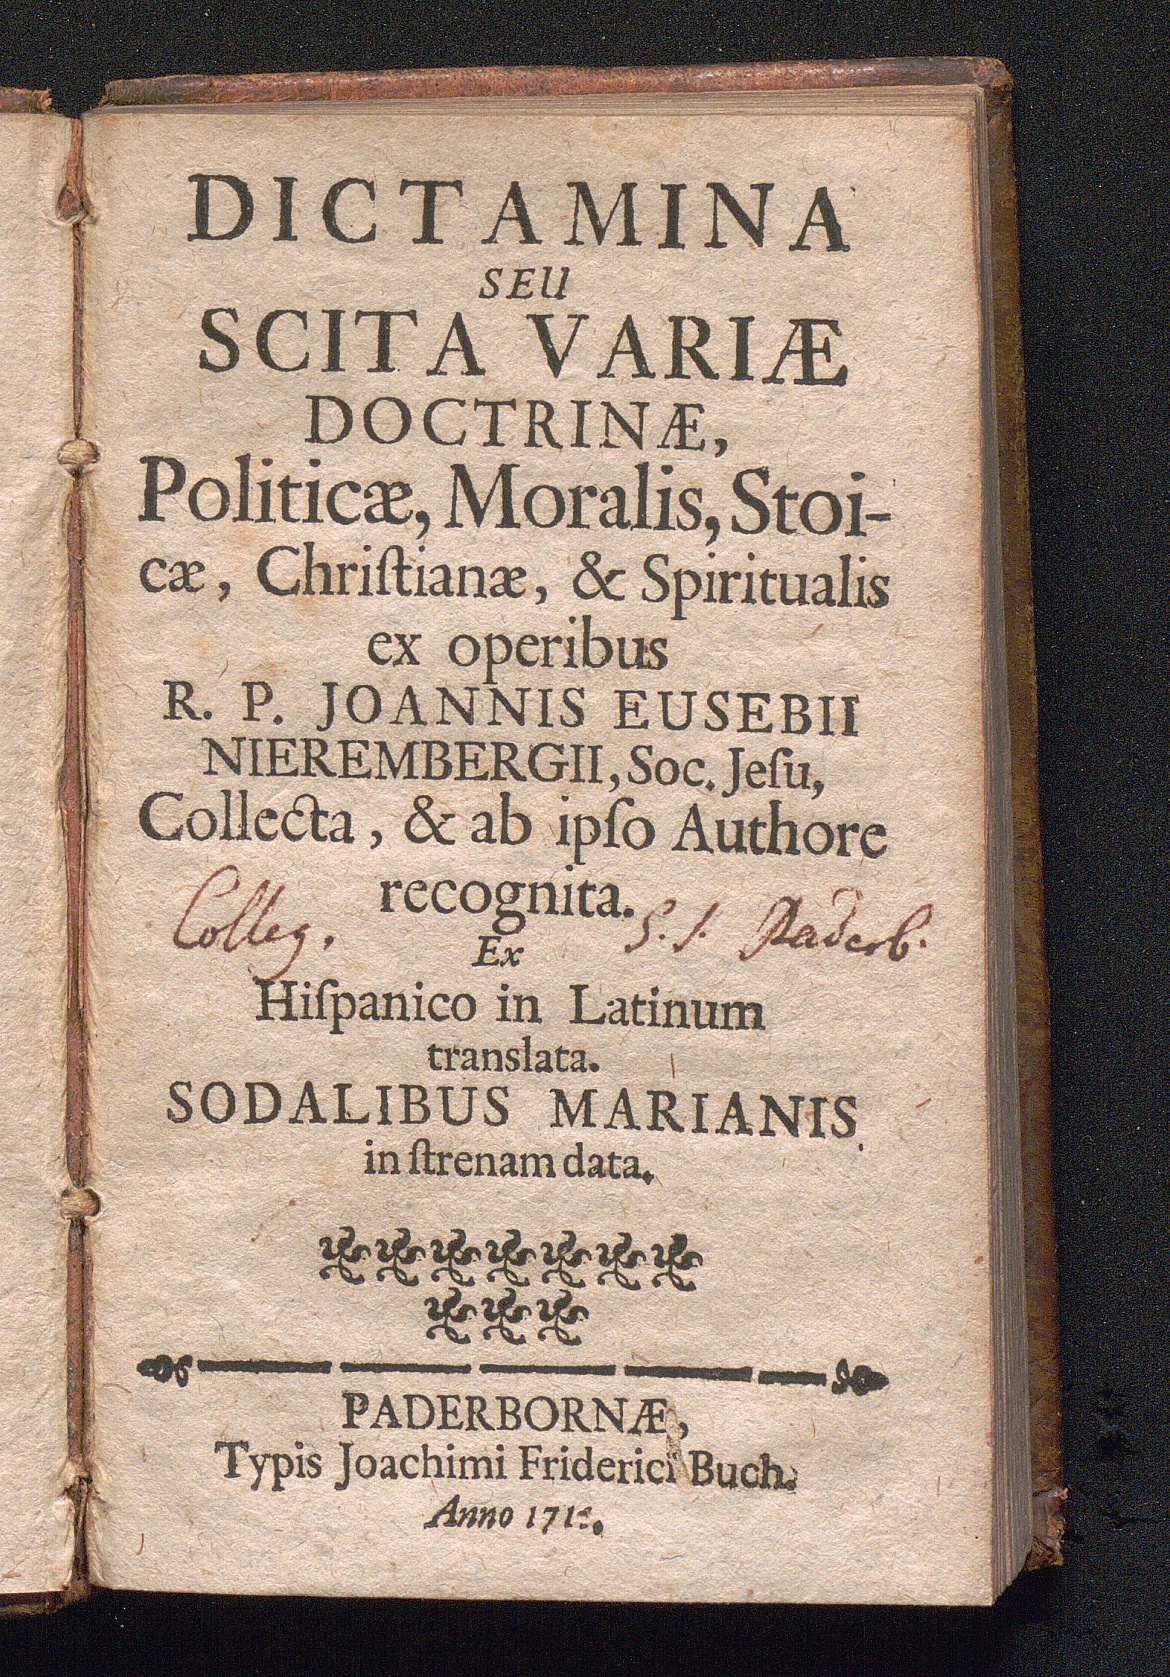 DICTAMINA
SEU
SCITA VARIÆ
DOCTRINÆ,
Politicæ, Moralis, Stoi-
cæ, Chriſtianæ, & Spiritualis
ex operibus
R. P. JOANNIS EUSEBII
NIEREMBERGII, Soc. Jeſu,
Collecta, & ab ipſo Authore
recognita.
Colleg. S. J. Paderb.
Ex
Hiſpanico in Latinum
translata.
SODALIBUS MARIANIS
in ſtrenam data.
PADERBORNÆ,
Typis Joachimi Friderici Buch.
Anno